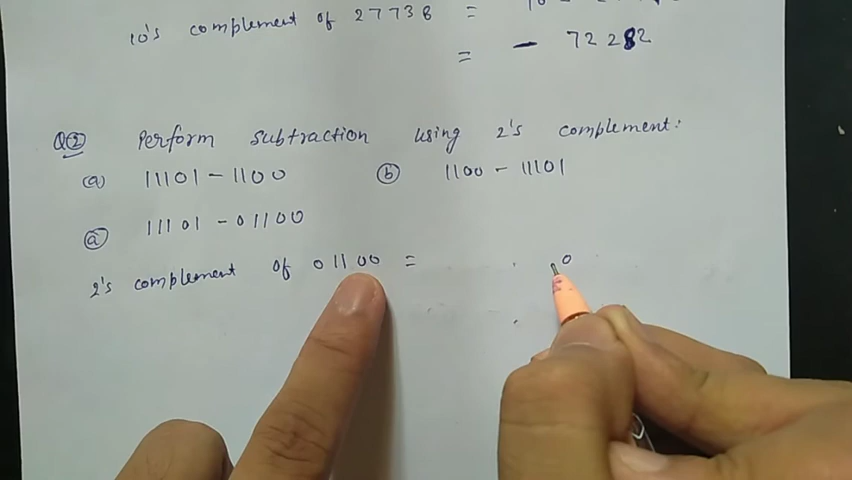 10's complement of 27738 = 10
= - 72282
Q② Perform subtraction using 2's complement:
(a) 11101 - 1100 (b) 1100 - 11101
(a) 11101 - 01100
2's complement of 01100 = 0